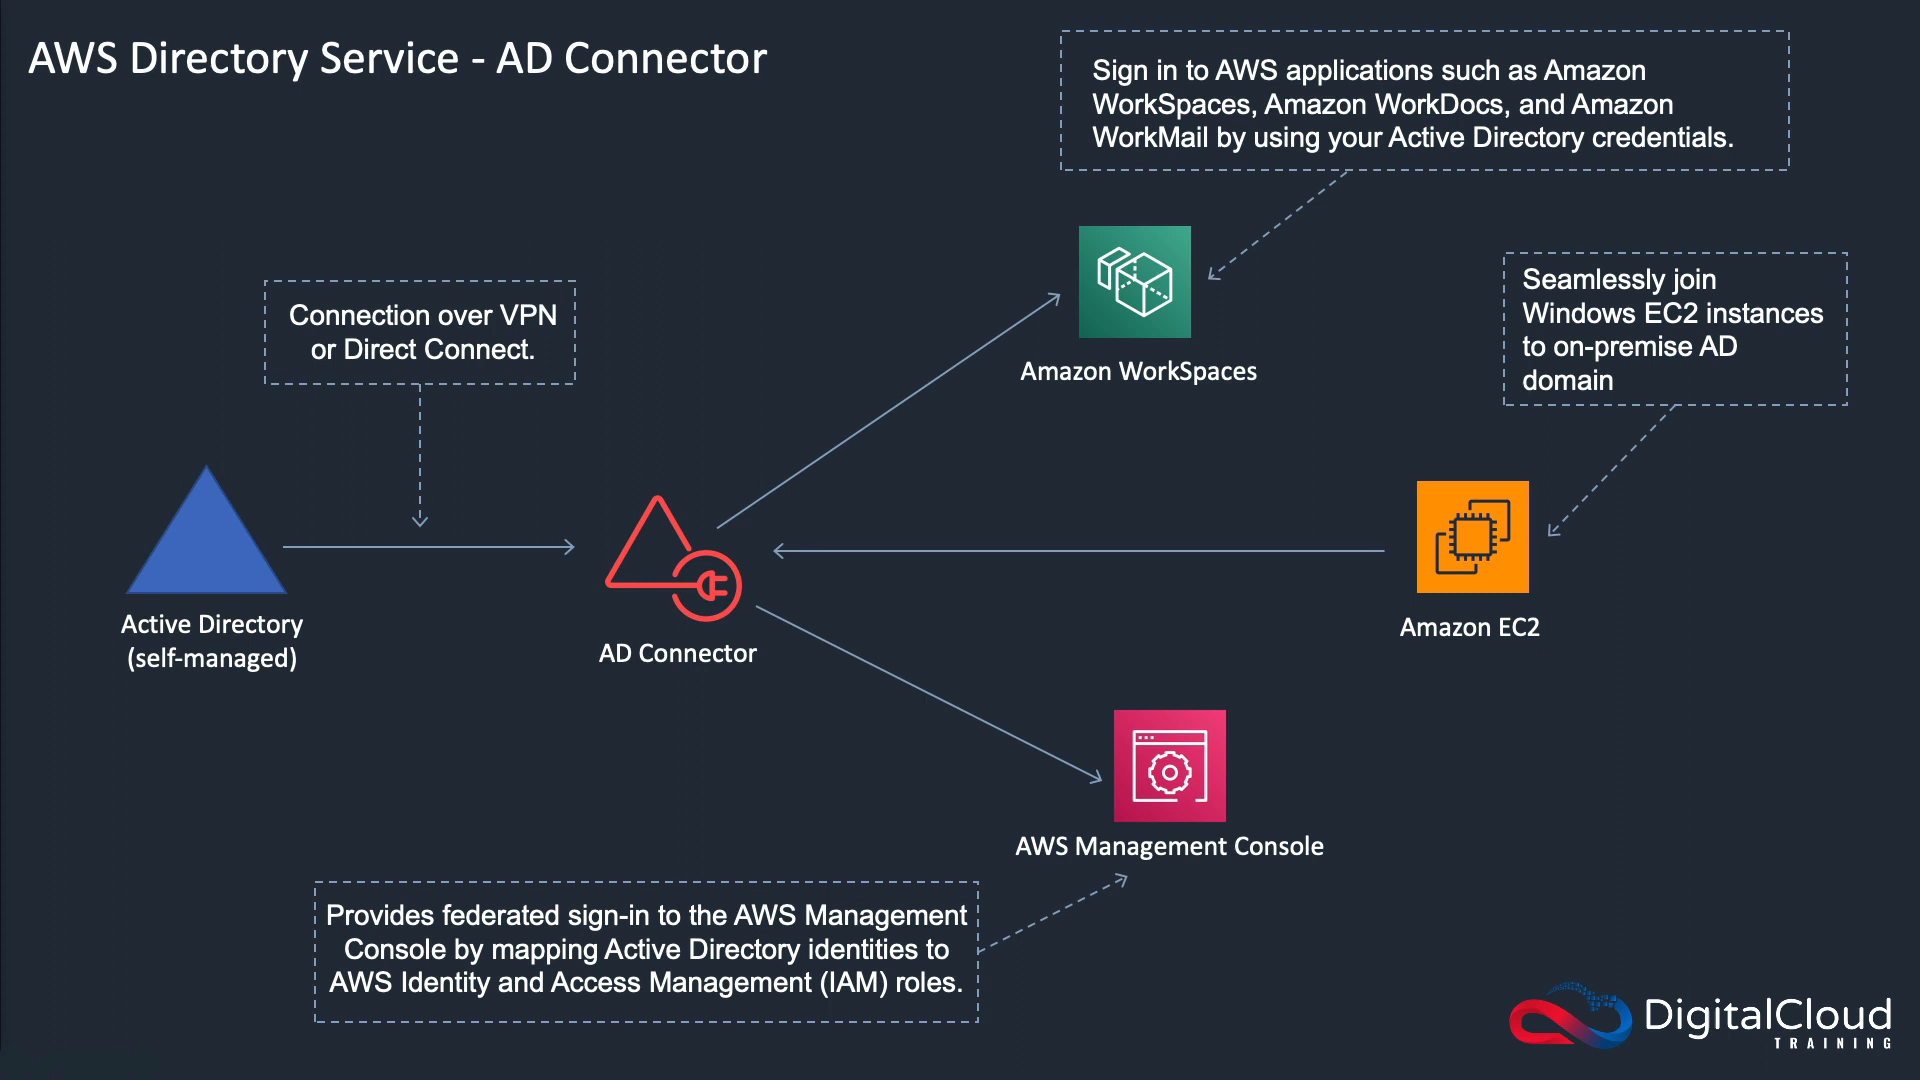 AWS Directory Service - AD Connector
Sign in to AWS applications such as Amazon
WorkSpaces, Amazon WorkDocs, and Amazon
WorkMail by using your Active Directory credentials.
Connection over VPN
or Direct Connect.
Seamlessly join
Windows EC2 instances
to on-premise AD
domain
Amazon WorkSpaces
Active Directory
(self-managed)
AD Connector
Amazon EC2
AWS Management Console
Provides federated sign-in to the AWS Management
Console by mapping Active Directory identities to
AWS Identity and Access Management (IAM) roles.
DigitalCloud
TRAINING